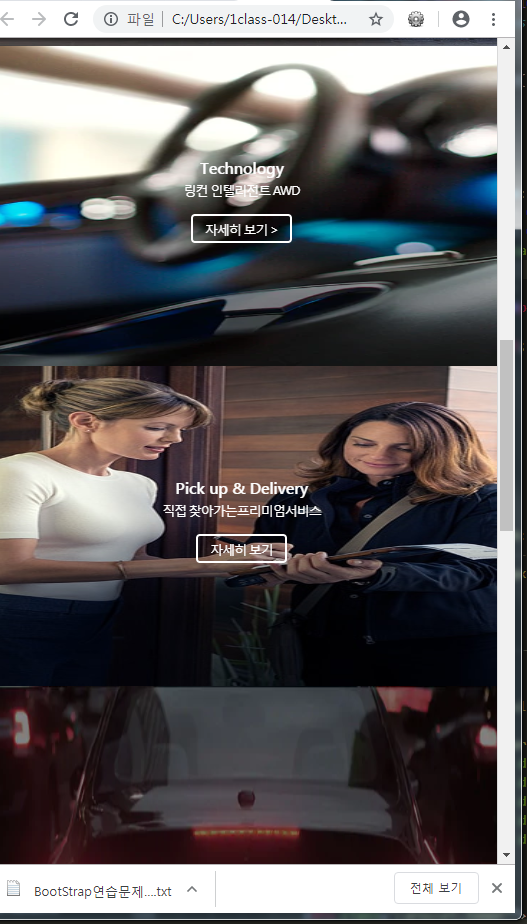 파일 C:/Users/1class-014/Deskt...
Technology
링컨 인텔리전트 AWD
자세히 보기 >
Pick up & Delivery
직접 찾아가는프리미엄서비스
자세히 보기
BootStrap연습문제....txt
전체 보기